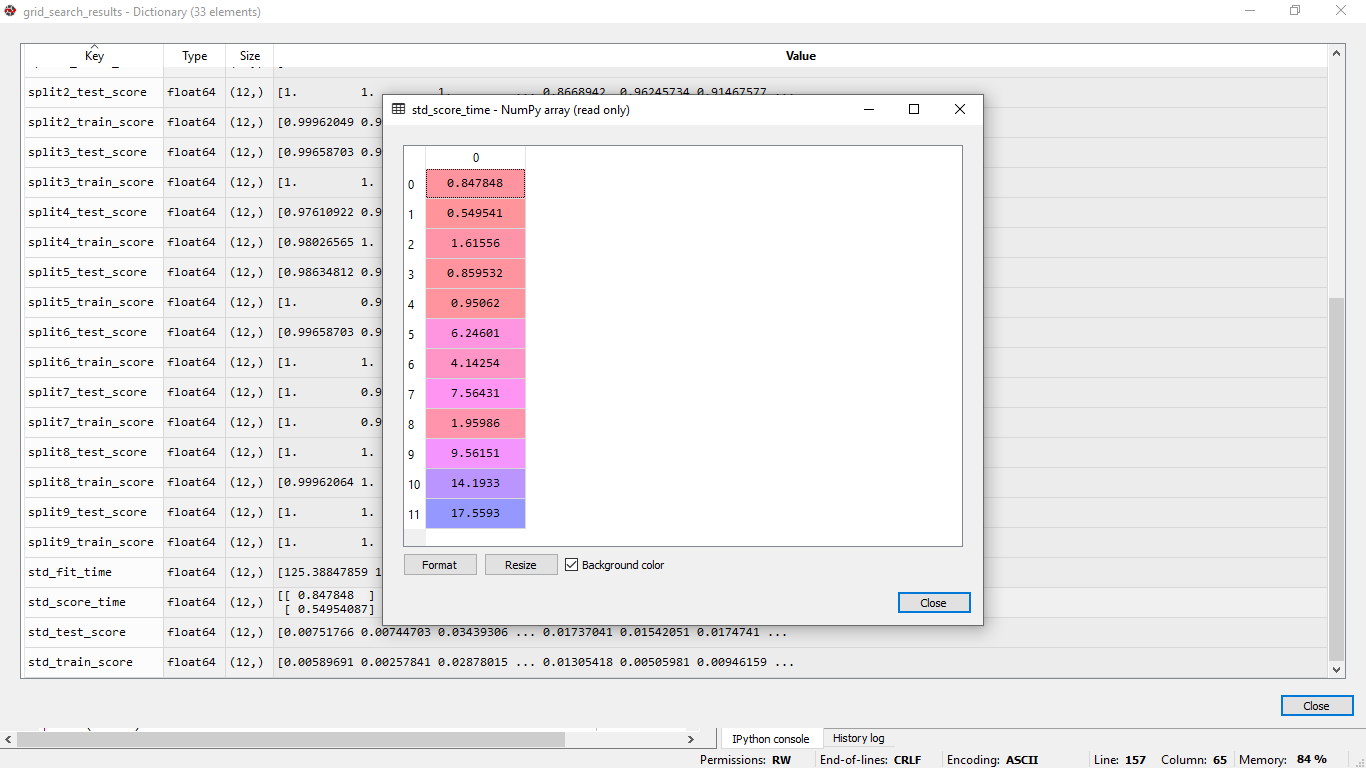 grid_search_results - Dictionary (33 elements)
Key Type Size Value
split2_test_score float64 (12,) [1. 1. 1. ... 0.8668942 0.96245734 0.91467577 ...
split2_train_score float64 (12,) [0.99962049 0.9
split3_test_score float64 (12,) [0.99658703 0.9
split3_train_score float64 (12,) [1. 1.
split4_test_score float64 (12,) [0.97610922 0.9
split4_train_score float64 (12,) [0.98026565 1.
split5_test_score float64 (12,) [0.98634812 0.9
split5_train_score float64 (12,) [1. 0.9
split6_test_score float64 (12,) [0.99658703 0.9
split6_train_score float64 (12,) [1. 1.
split7_test_score float64 (12,) [1. 0.9
split7_train_score float64 (12,) [1. 0.9
split8_test_score float64 (12,) [1. 1.
split8_train_score float64 (12,) [0.99962064 1.
split9_test_score float64 (12,) [1. 1.
split9_train_score float64 (12,) [1. 1.
std_fit_time float64 (12,) [125.38847859 1
std_score_time float64 (12,) [[ 0.847848 ]
[ 0.54954087]
std_test_score float64 (12,) [0.00751766 0.00744703 0.03439306 ... 0.01737041 0.01542051 0.0174741 ...
std_train_score float64 (12,) [0.00589691 0.00257841 0.02878015 ... 0.01305418 0.00505981 0.00946159 ...
std_score_time - NumPy array (read only)
0
0 0.847848
1 0.549541
2 1.61556
3 0.859532
4 0.95062
5 6.24601
6 4.14254
7 7.56431
8 1.95986
9 9.56151
10 14.1933
11 17.5593
Format Resize Background color
Close
Close
IPython console History log
Permissions: RW End-of-lines: CRLF Encoding: ASCII Line: 157 Column: 65 Memory: 84 %